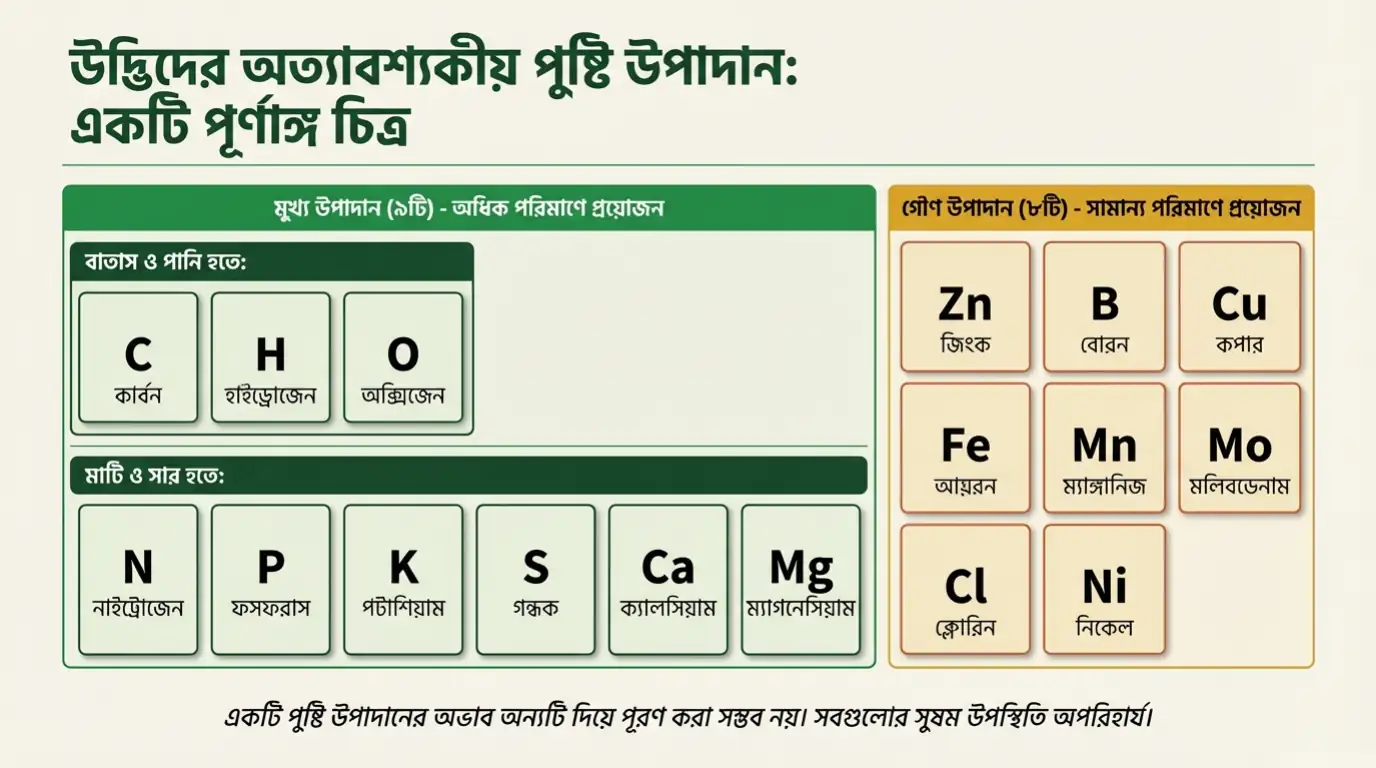 উদ্ভিদের অত্যাবশ্যকীয় পুষ্টি উপাদান:
একটি পূর্ণাঙ্গ চিত্র
মুখ্য উপাদান (৯টি) - অধিক পরিমাণে প্রয়োজন
বাতাস ও পানি হতে:
C
কার্বন
H
হাইড্রোজেন
O
অক্সিজেন
মাটি ও সার হতে:
N
নাইট্রোজেন
P
ফসফরাস
K
পটাশিয়াম
S
গন্ধক
Ca
ক্যালসিয়াম
Mg
ম্যাগনেসিয়াম
গৌণ উপাদান (৮টি) - সামান্য পরিমাণে প্রয়োজন
Zn
জিংক
B
বোরন
Cu
কপার
Fe
আয়রন
Mn
ম্যাঙ্গানিজ
Mo
মলিবডেনাম
Cl
ক্লোরিন
Ni
নিকেল
একটি পুষ্টি উপাদানের অভাব অন্যটি দিয়ে পূরণ করা সম্ভব নয়। সবগুলোর সুষম উপস্থিতি অপরিহার্য।